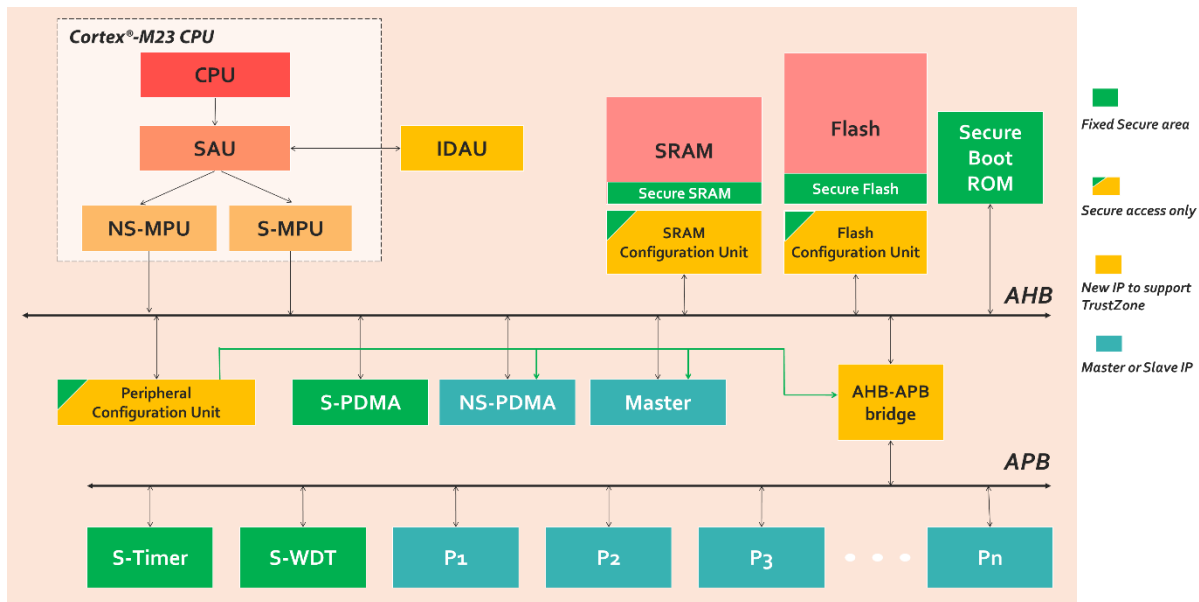 Cortex®-M23 CPU
CPU
SAU
IDAU
NS-MPU
S-MPU
SRAM
Secure SRAM
SRAM
Configuration Unit
Flash
Secure Flash
Flash
Configuration Unit
Secure
Boot
ROM
AHB
Peripheral
Configuration Unit
S-PDMA
NS-PDMA
Master
AHB-APB
bridge
APB
S-Timer
S-WDT
P1
P2
P3
Pn
Fixed Secure area
Secure access only
New IP to support
TrustZone
Master or Slave IP